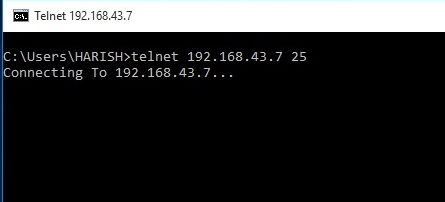 Telnet 192.168.43.7
C:\Users\HARISH>telnet 192.168.43.7 25
Connecting To 192.168.43.7...